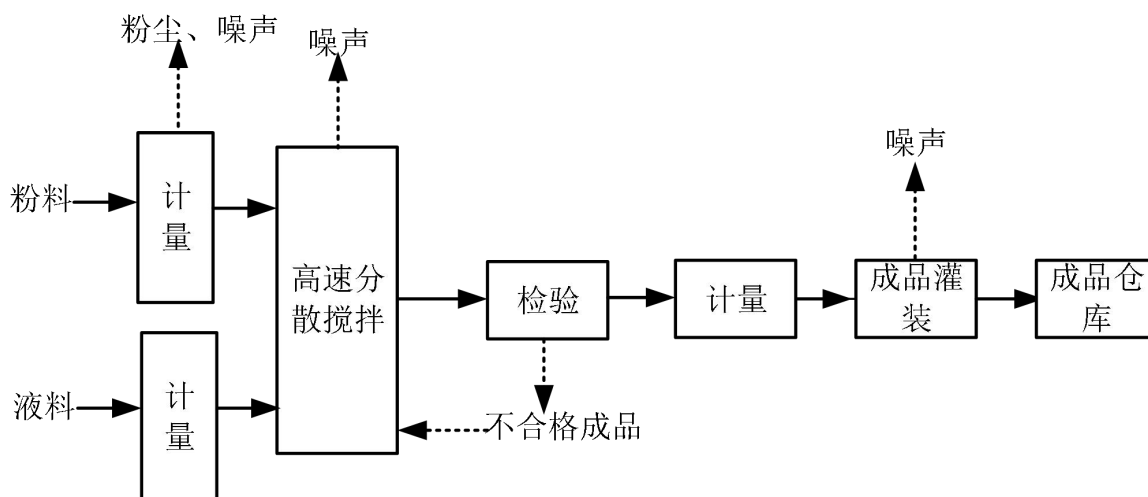 粉尘、噪声
噪声
噪声
粉料
计
量
高速分
散搅拌
检验
计量
成品灌
装
成品仓
库
液料
计
量
不合格成品